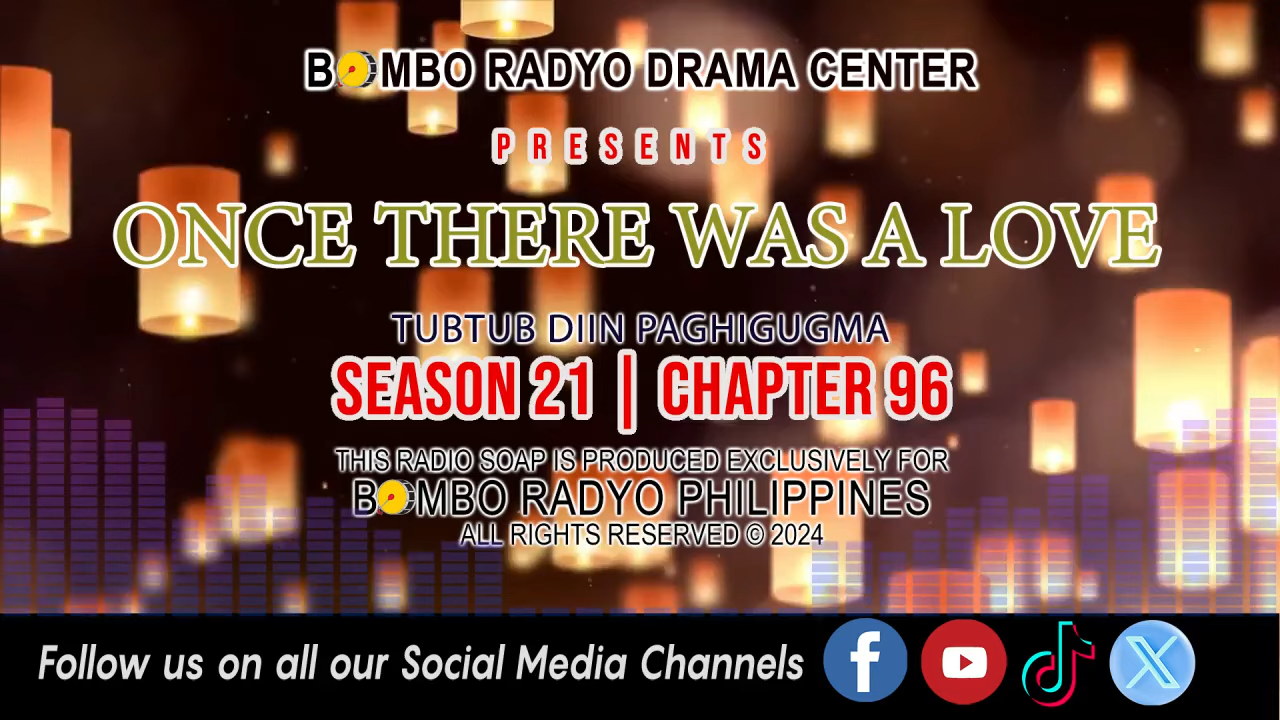 BOMBO RADYO DRAMA CENTER
PRESENTS
ONCE THERE WAS A LOVE
TUBTUB DIIN PAGHIGUGMA
SEASON 21 | CHAPTER 96
THIS RADIO SOAP IS PRODUCED EXCLUSIVELY FOR
BOMBO RADYO PHILIPPINES
ALL RIGHTS RESERVED © 2024
Follow us on all our Social Media Channels